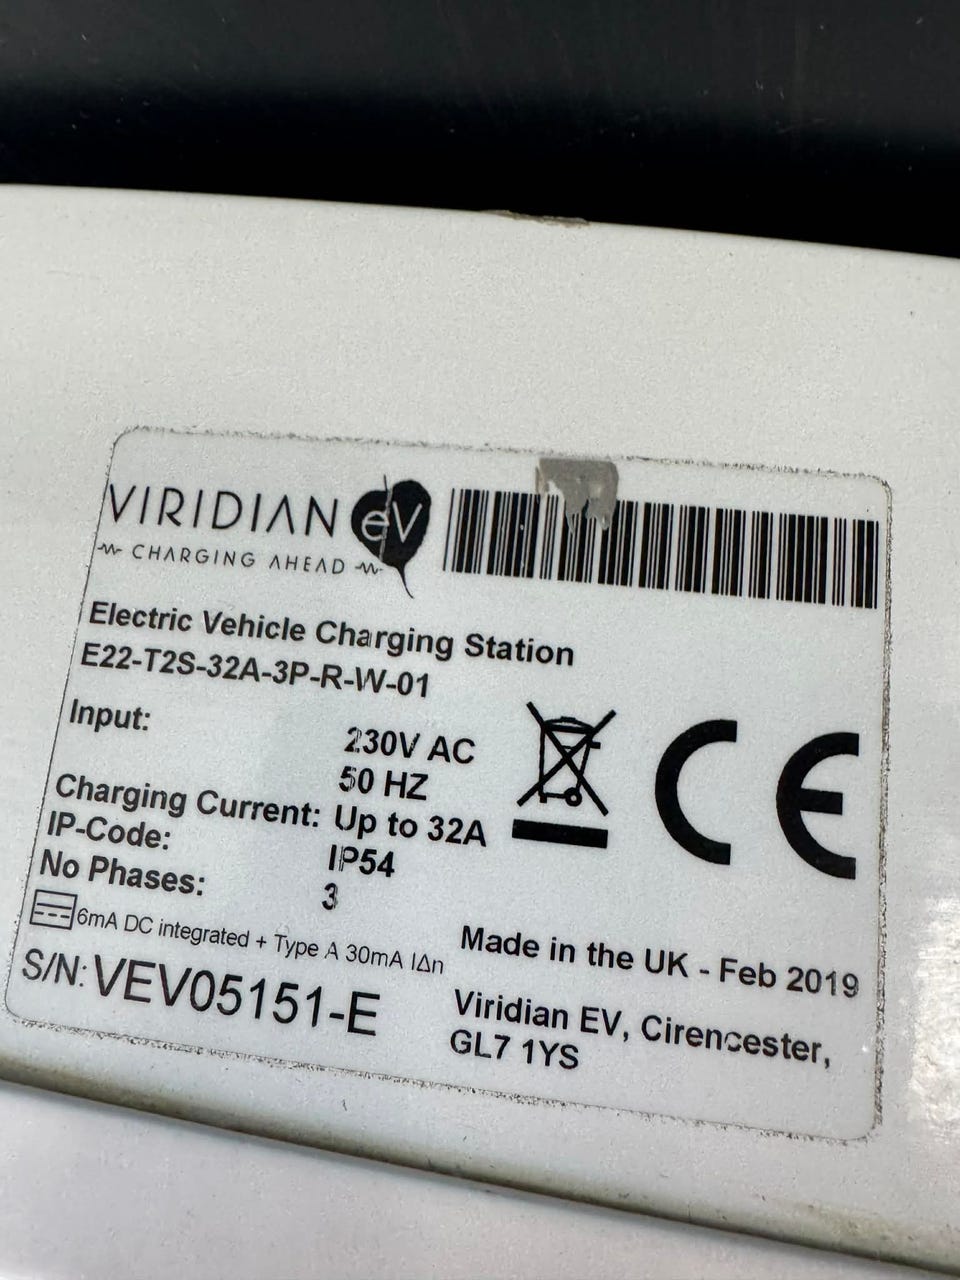 VIRIDIAN eV
CHARGING AHEAD
Electric Vehicle Charging Station
E22-T2S-32A-3P-R-W-01
Input: 230V AC
50 HZ
Charging Current: Up to 32A
IP-Code: IP54
No Phases: 3
6mA DC integrated + Type A 30mA IΔn
S/N: VEV05151-E
CE
Made in the UK - Feb 2019
Viridian EV, Cirencester,
GL7 1YS